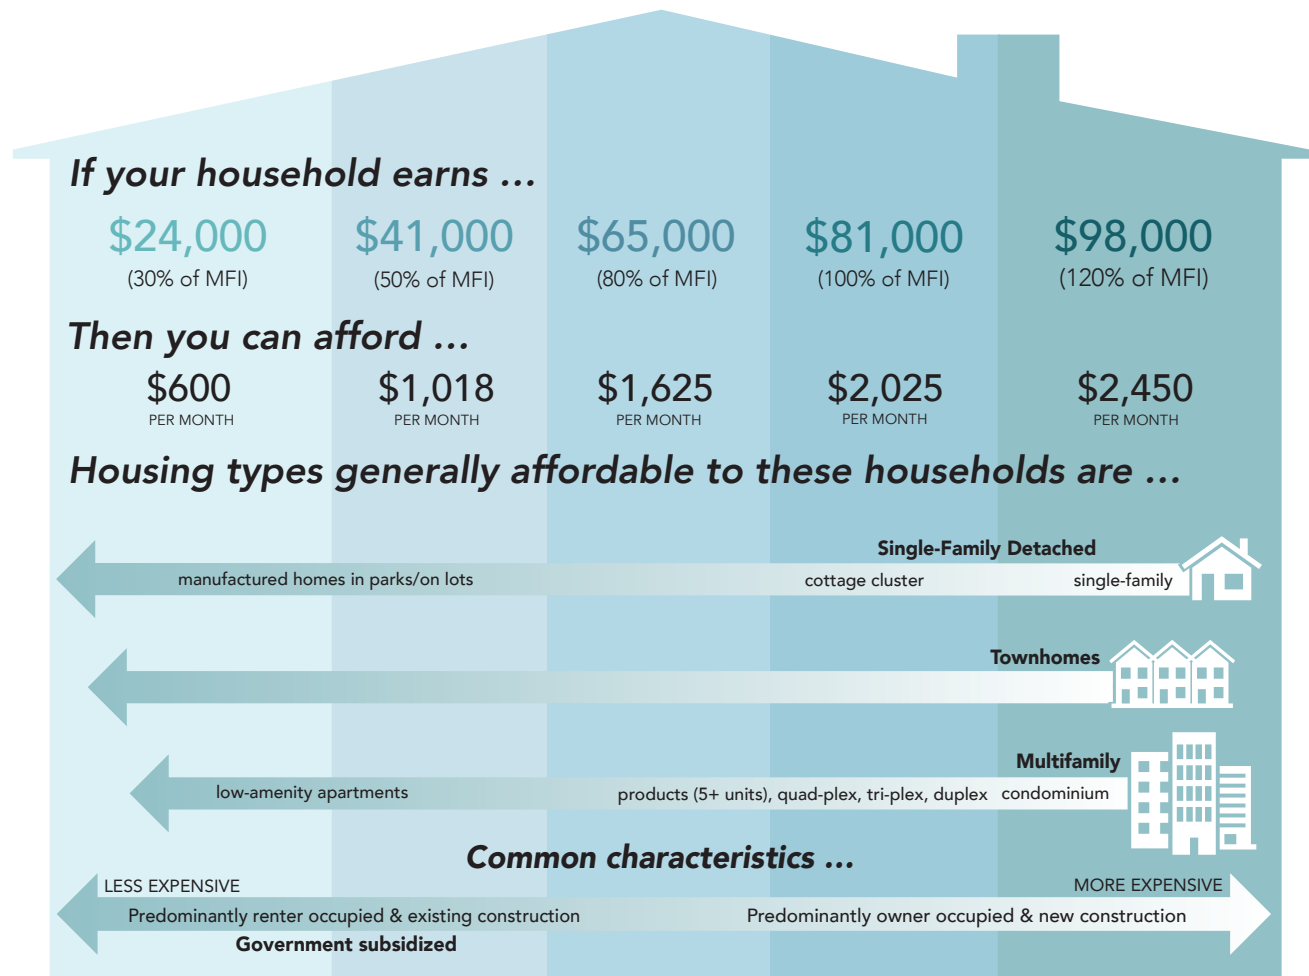 If your household earns …
$24,000 $41,000 $65,000 $81,000 $98,000
(30% of MFI) (50% of MFI) (80% of MFI) (100% of MFI) (120% of MFI)
Then you can afford …
$600 $1,018 $1,625 $2,025 $2,450
PER MONTH PER MONTH PER MONTH PER MONTH PER MONTH
Housing types generally affordable to these households are …
Single-Family Detached
manufactured homes in parks/on lots cottage cluster single-family
Townhomes
Multifamily
low-amenity apartments products (5+ units), quad-plex, tri-plex, duplex condominium
Common characteristics …
LESS EXPENSIVE MORE EXPENSIVE
Predominantly renter occupied & existing construction Predominantly owner occupied & new construction
Government subsidized